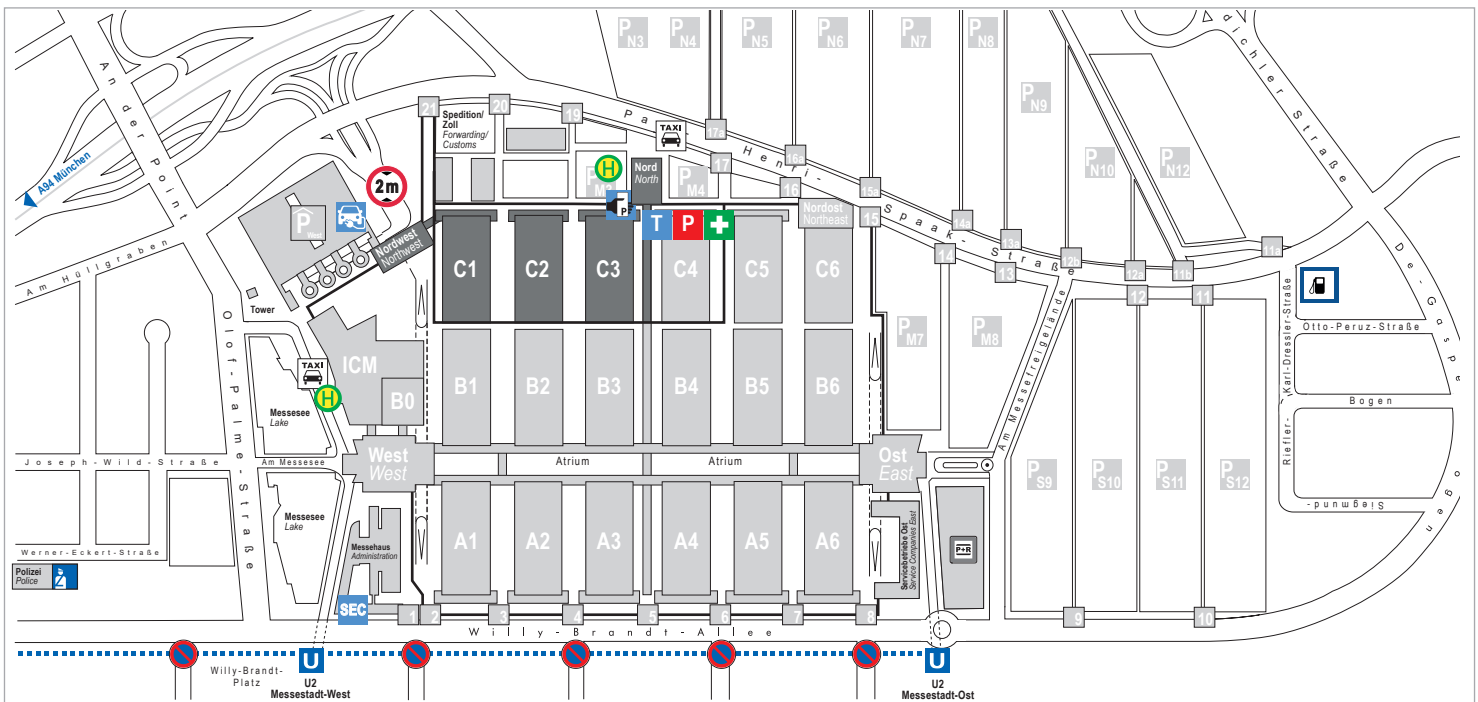 P N3
P N4
P N5
P N6
P N7
P N8
P N9
P N10
P N12
An der Point
A94 München
Am Hüllgraben
Olof-Palme-Straße
Paul-Henri-Spaak-Straße
dichler Straße
De-Gaspe
ogen
21
20
19
17a
17
16a
16
15a
15
14a
14
13a
13
12b
12a
12
11b
11a
11
Spedition/
Zoll
Forwarding/
Customs
TAXI
H
P M3
P M4
Nord
North
2m
P West
Nordwest
Northwest
P
T
P
Nordost
Northeast
C1
C2
C3
C4
C5
C6
Tower
ICM
TAXI
H
B0
B1
B2
B3
B4
B5
B6
P M7
P M8
Am Messefreigelände
Karl-Dressler-Straße
Otto-Peruz-Straße
Bogen
Riefler-
Siegmund-
Messesee
Lake
Joseph-Wild-Straße
Am Messesee
West
West
Atrium
Atrium
Ost
East
P S9
P S10
P S11
P S12
Messesee
Lake
Messehaus
Administration
A1
A2
A3
A4
A5
A6
Servicebetriebe Ost
Service Companies East
P+R
Werner-Eckert-Straße
Polizei
Police
SEC
1
2
3
4
5
6
7
8
9
10
Willy-Brandt-Allee
Willy-Brandt-
Platz
U
U2
Messestadt-West
U
U2
Messestadt-Ost